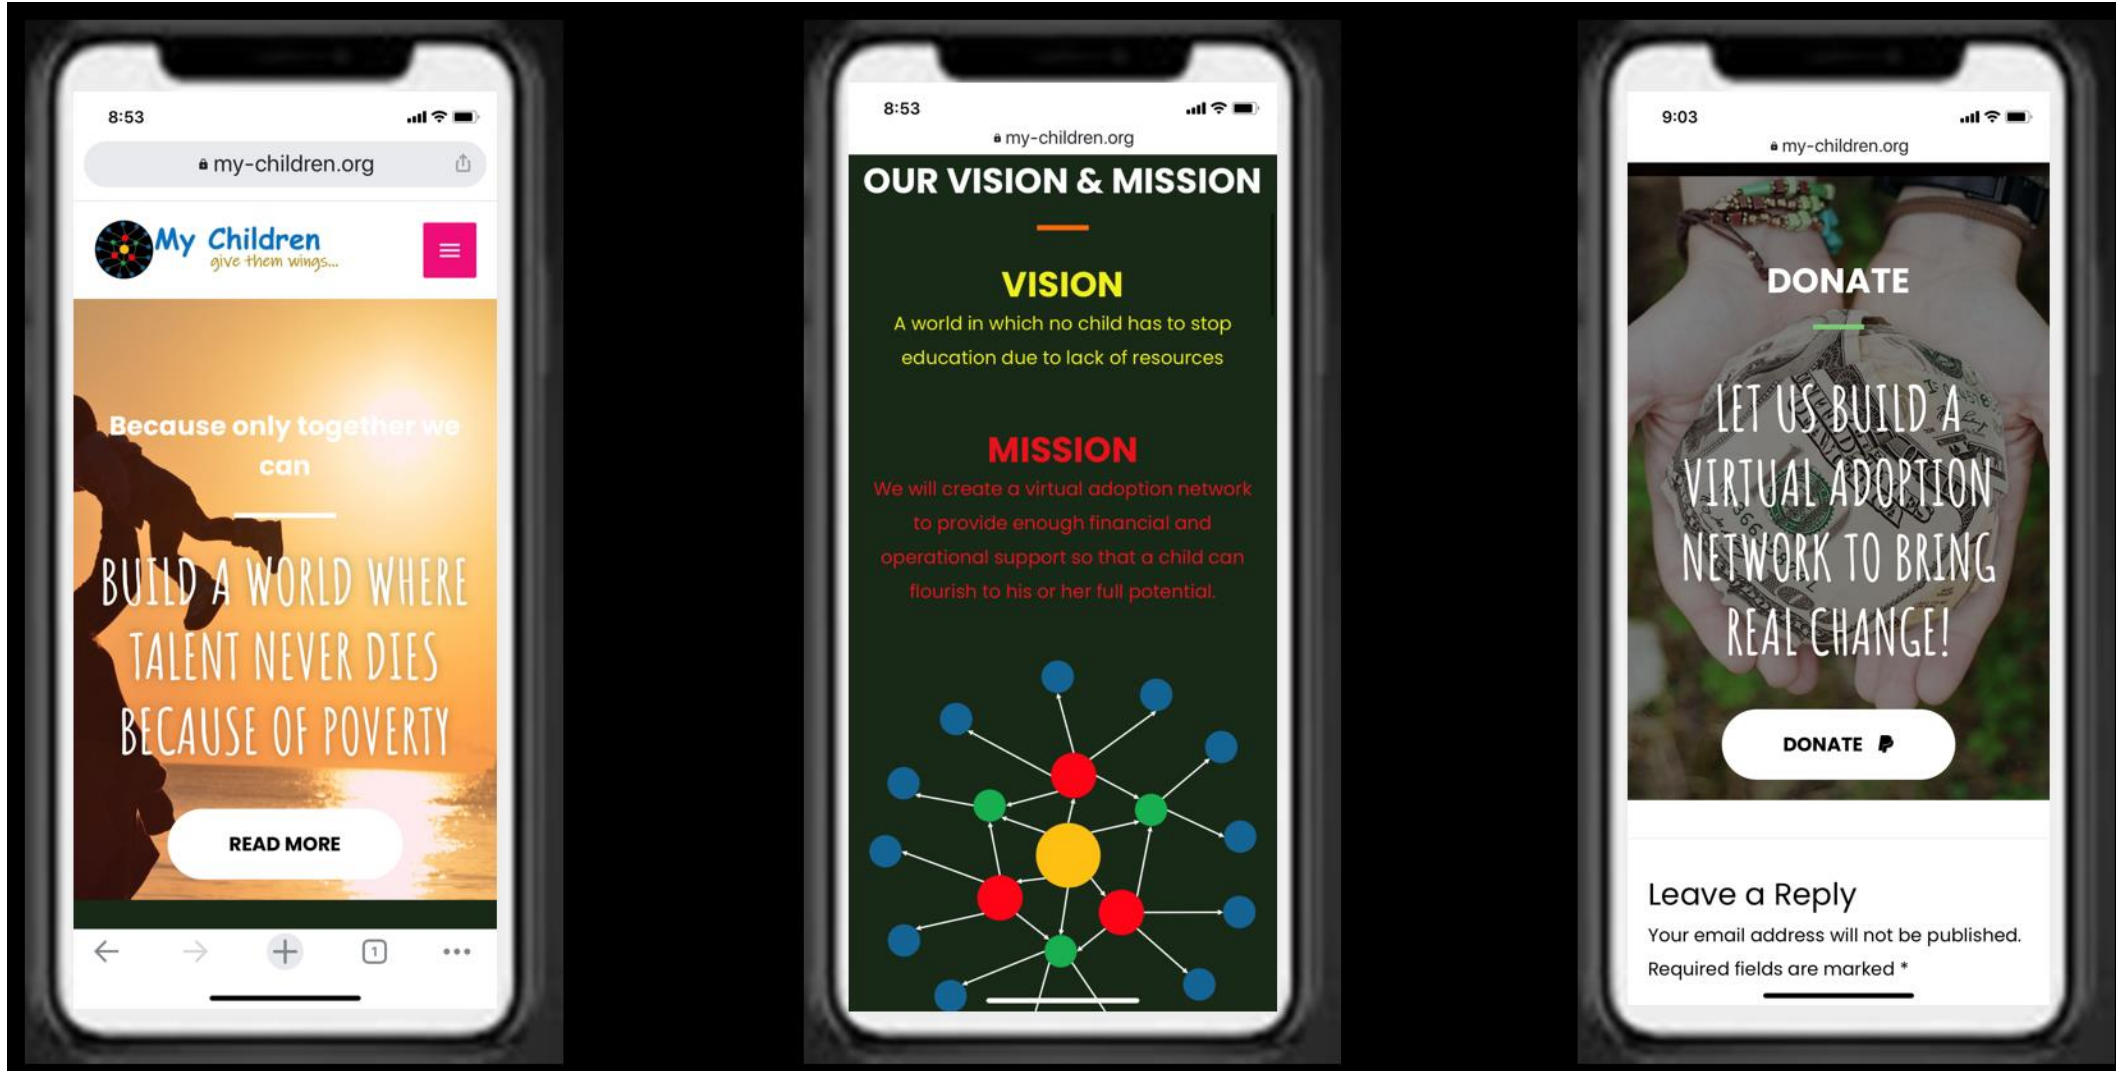 8:53
my-children.org
My Children
give them wings...
Because only together we
can
BUILD A WORLD WHERE
TALENT NEVER DIES
BECAUSE OF POVERTY
READ MORE
1
8:53
my-children.org
OUR VISION & MISSION
VISION
A world in which no child has to stop
education due to lack of resources
MISSION
We will create a virtual adoption network
to provide enough financial and
operational support so that a child can
flourish to his or her full potential.
9:03
my-children.org
DONATE
LET US BUILD A
VIRTUAL ADOPTION
NETWORK TO BRING
REAL CHANGE!
DONATE
Leave a Reply
Your email address will not be published.
Required fields are marked *